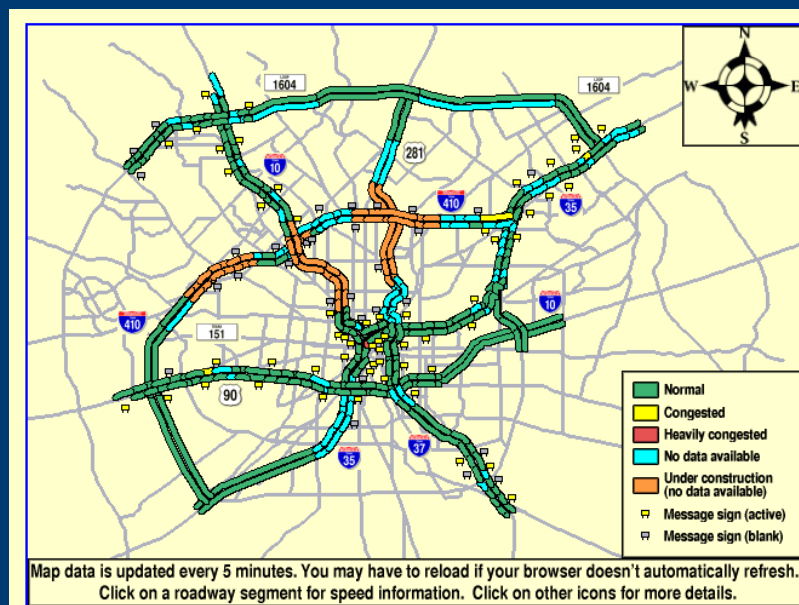 N
W E
S
LOOP
1604
LOOP
1604
281
10
410
35
10
410
151
90
35
37
Normal
Congested
Heavily congested
No data available
Under construction
(no data available)
Message sign (active)
Message sign (blank)
Map data is updated every 5 minutes. You may have to reload if your browser doesn't automatically refresh.
Click on a roadway segment for speed information. Click on other icons for more details.